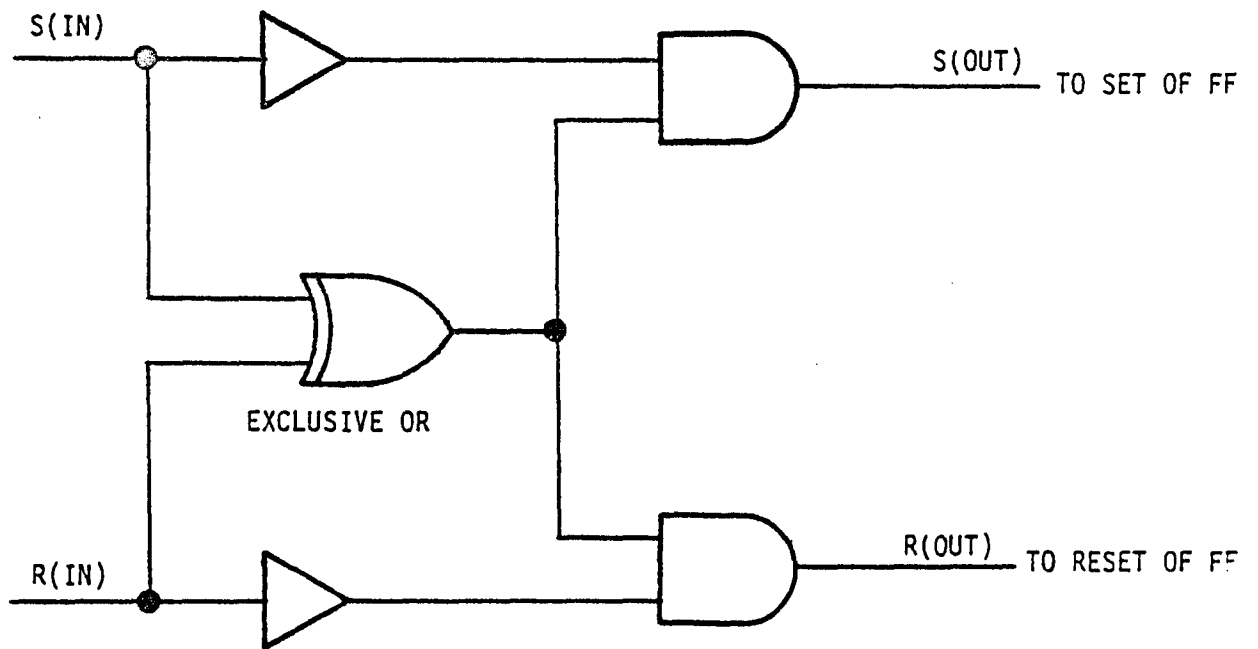 S(IN)
S(OUT)
TO SET OF FF
EXCLUSIVE OR
R(IN)
R(OUT)
TO RESET OF FF